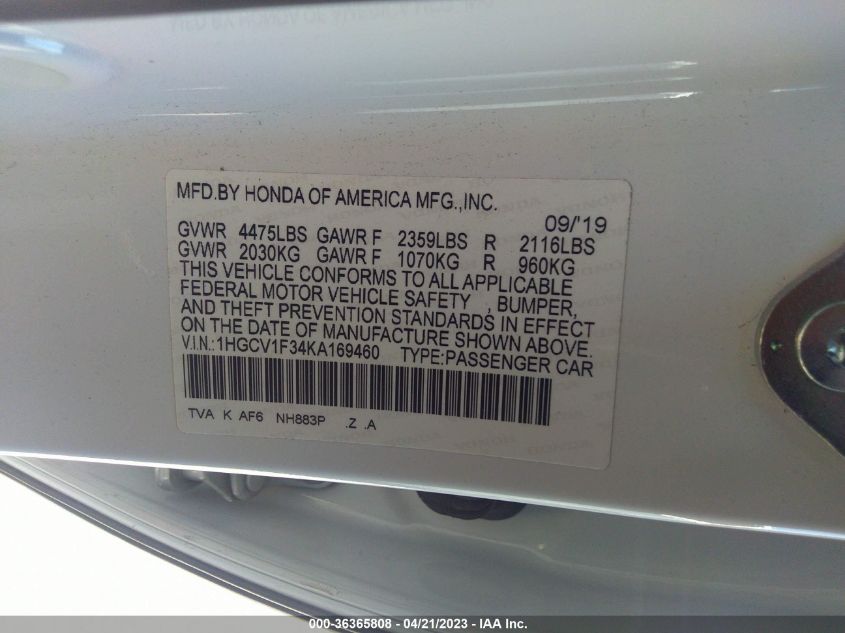 MFD.BY HONDA OF AMERICA MFG.,INC.
09/'19
GVWR 4475LBS GAWR F 2359LBS R 2116LBS
GVWR 2030KG GAWR F 1070KG R 960KG
THIS VEHICLE CONFORMS TO ALL APPLICABLE
FEDERAL MOTOR VEHICLE SAFETY , BUMPER,
AND THEFT PREVENTION STANDARDS IN EFFECT
ON THE DATE OF MANUFACTURE SHOWN ABOVE.
V.I.N.:1HGCV1F34KA169460 TYPE:PASSENGER CAR
TVA K AF6 NH883P .Z .A
000-36365808 - 04/21/2023 - IAA Inc.